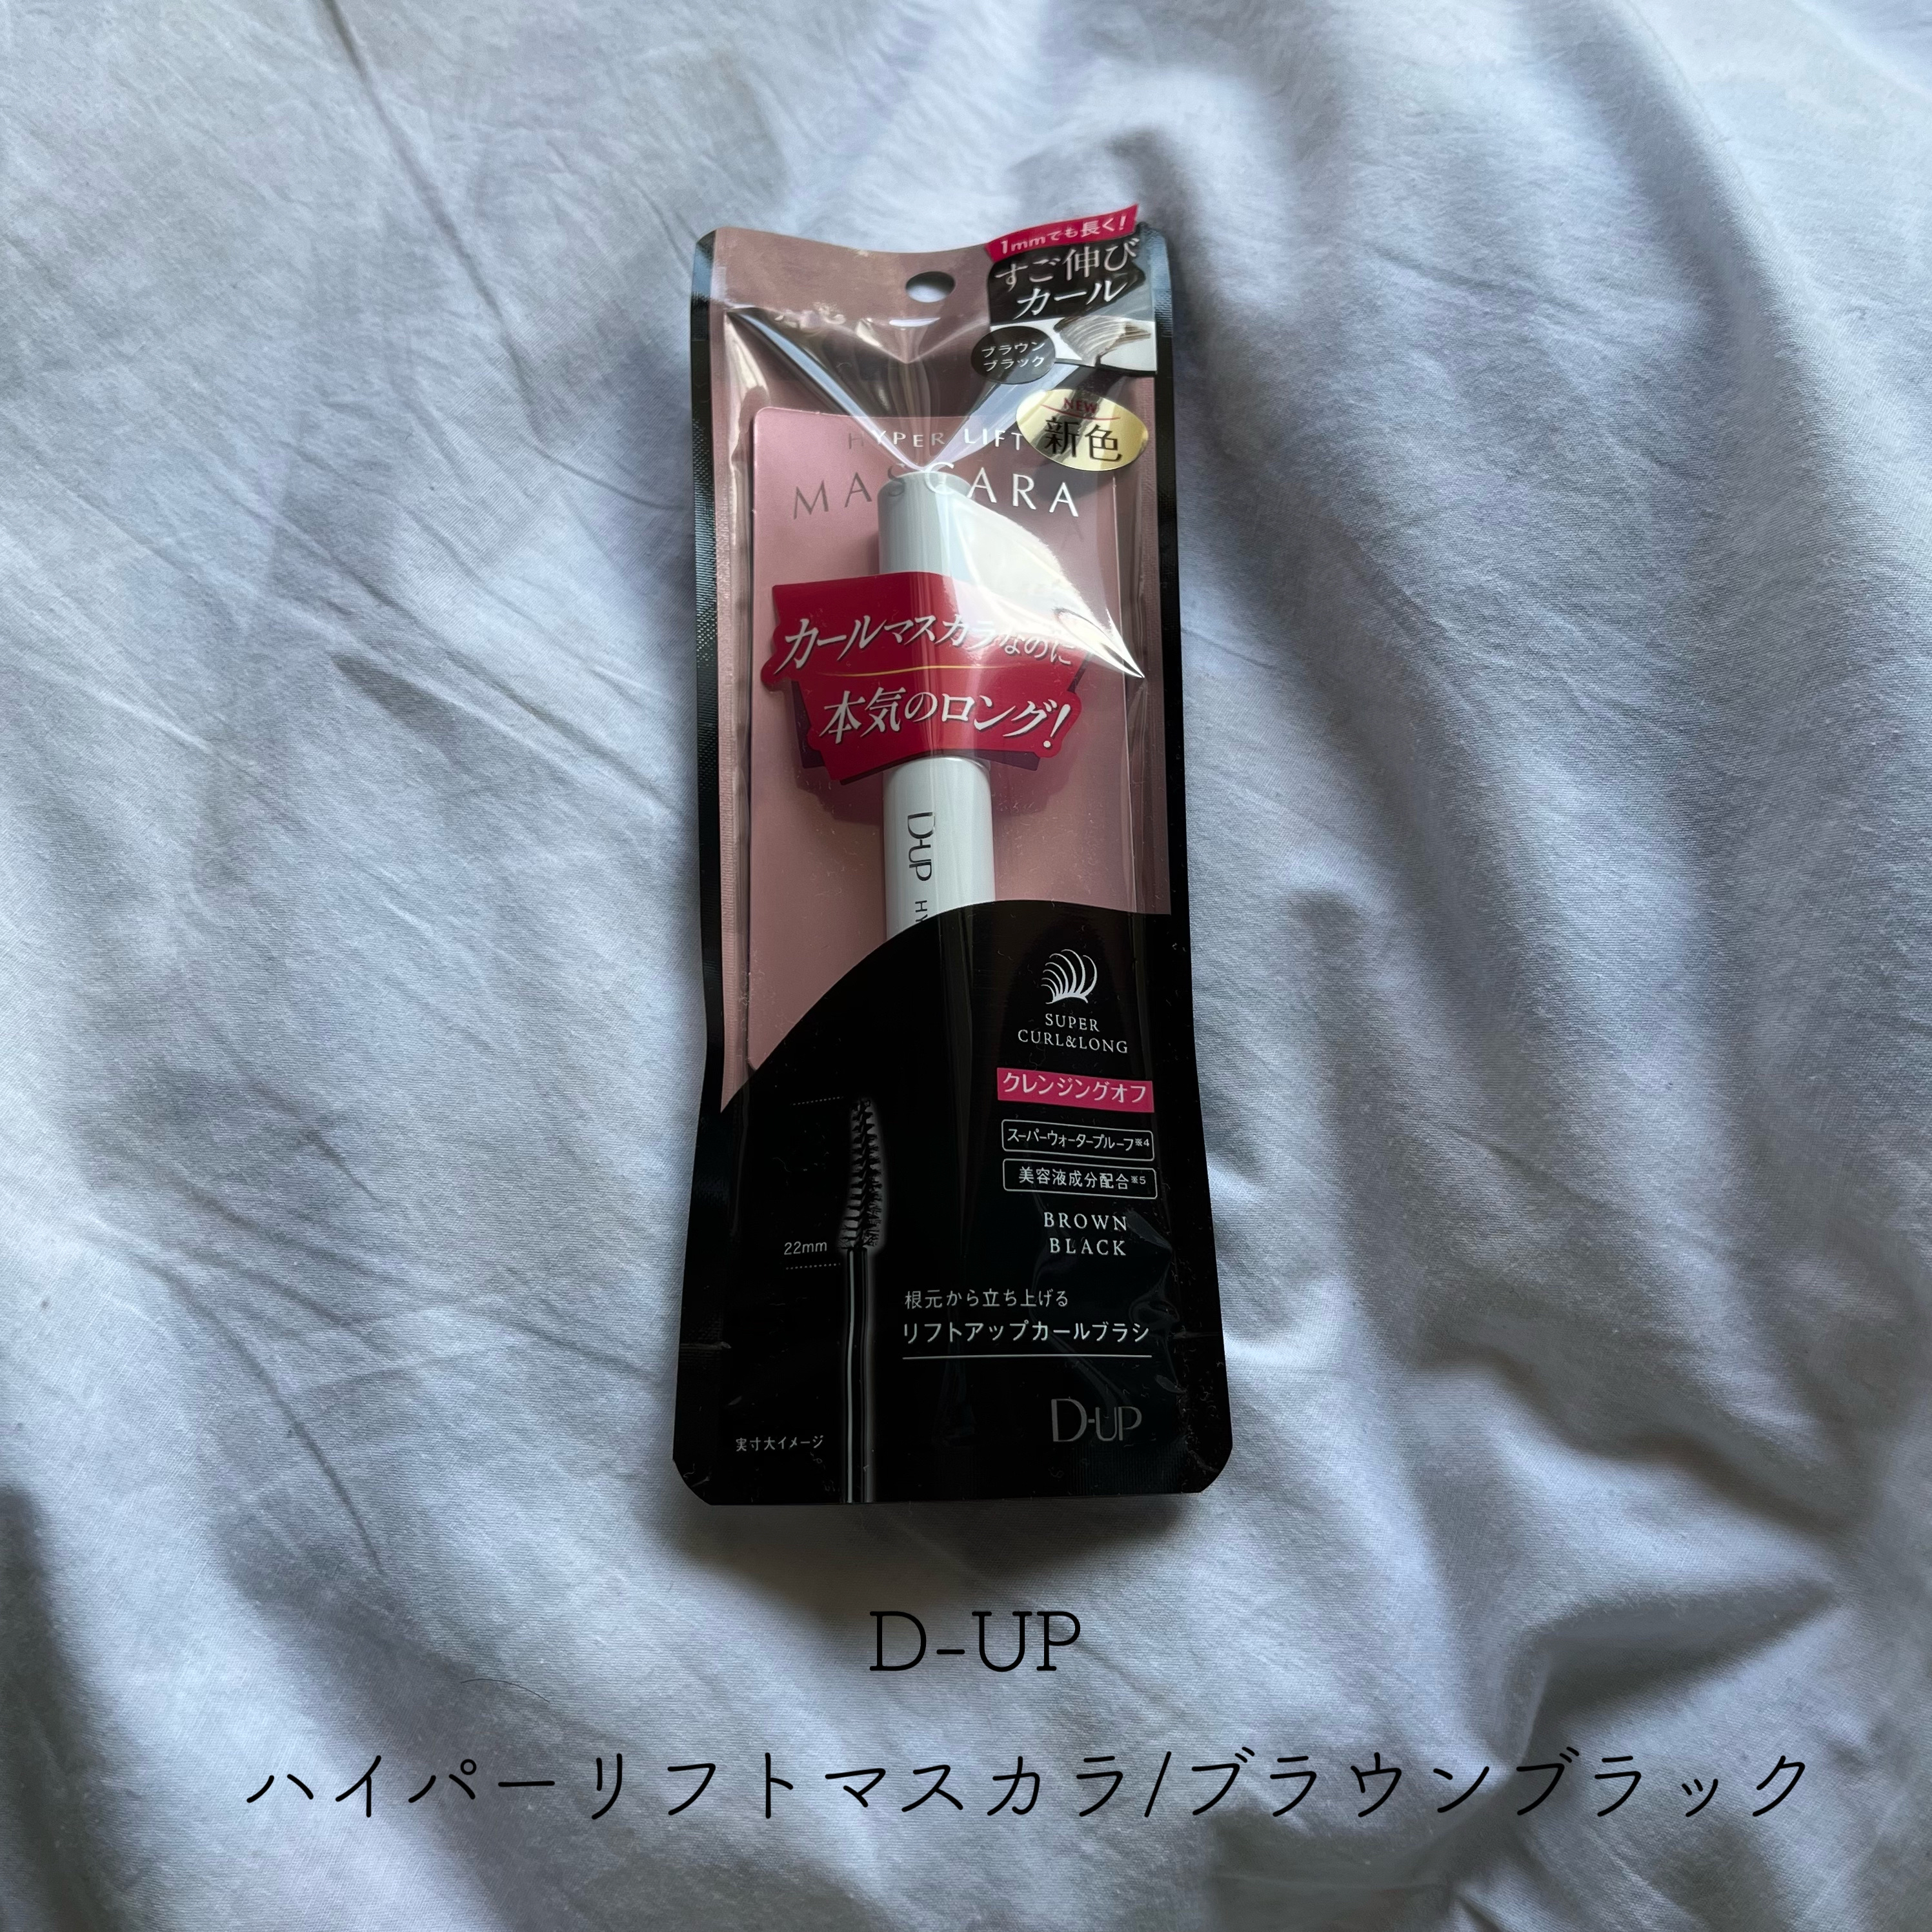 1mmでも長く!
すご伸び
カール
ブラウン
ブラック
NEW
新色
HYPER LIFT
MASCARA
カールマスカラなのに
本気のロング!
D-UP HY
SUPER
CURL&LONG
クレンジングオフ
スーパーウォータープルーフ※4
美容液成分配合※5
BROWN
BLACK
22mm
根元から立ち上げる
リフトアップカールブラシ
D-UP
実寸大イメージ
D-UP
ハイパーリフトマスカラ/ブラウンブラック